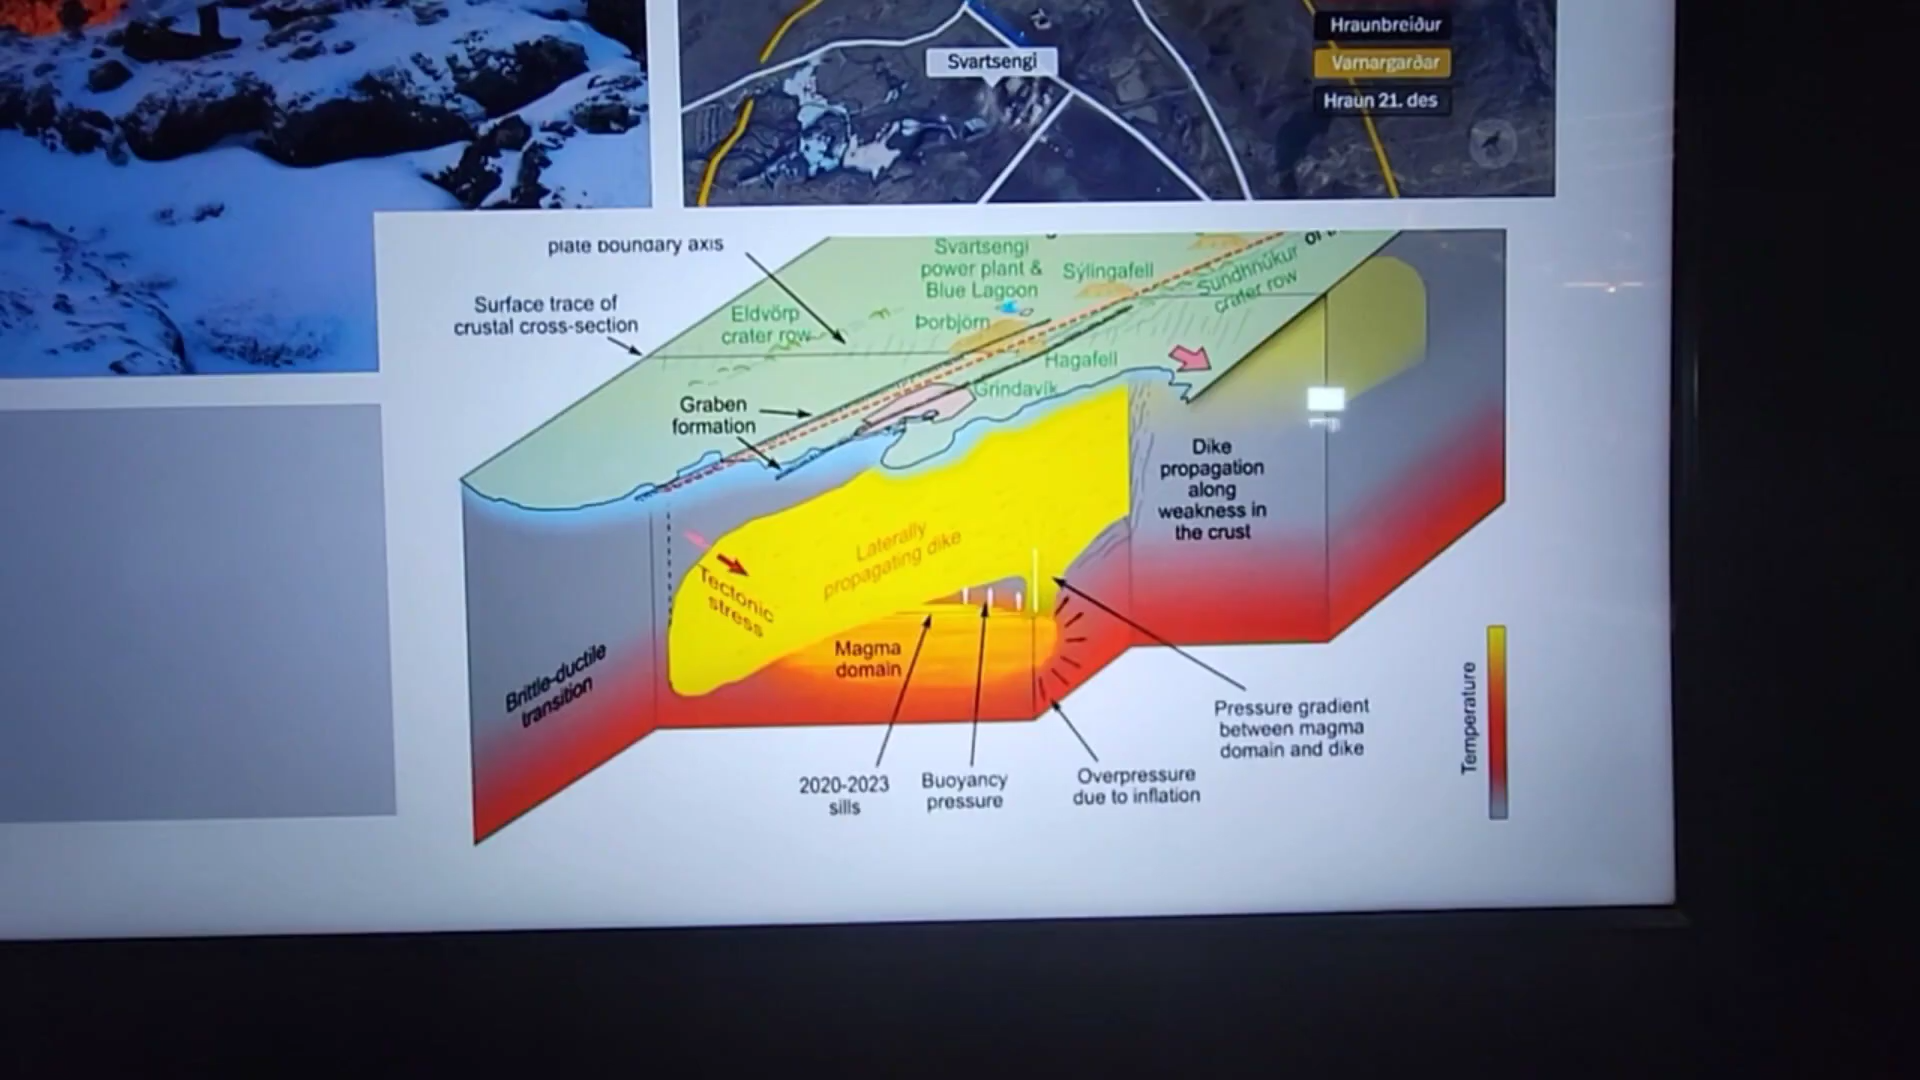 Hraunbreiður
Svartsengi
Varnargarðar
Hraun 21. des
plate boundary axis
Svartsengi
power plant &
Blue Lagoon
Sýlingafell
Sundhnúkur
crater row
Surface trace of
crustal cross-section
Eldvörp
crater row
Þorbjörn
Hagafell
Grindavík
Graben
formation
Dike
propagation
along
weakness in
the crust
Laterally
propagating dike
Tectonic
stress
Magma
domain
Brittle-ductile
transition
Pressure gradient
between magma
domain and dike
Temperature
2020-2023
sills
Buoyancy
pressure
Overpressure
due to inflation